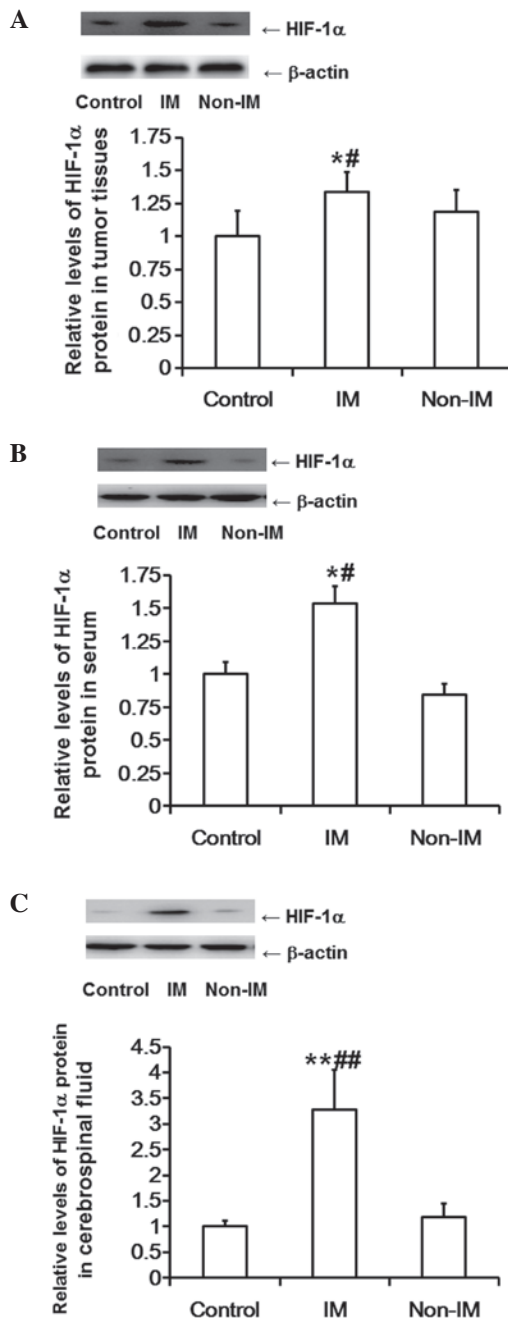 A
← HIF-1α
← β-actin
Control IM Non-IM
Relative levels of HIF-1α
protein in tumor tissues
1.75
1.5
1.25
1
0.75
0.5
0.25
0
*#
Control IM Non-IM
B
← HIF-1α
← β-actin
Control IM Non-IM
Relative levels of HIF-1α
protein in serum
1.75
1.5
1.25
1
0.75
0.5
0.25
0
*#
Control IM Non-IM
C
← HIF-1α
← β-actin
Control IM Non-IM
Relative levels of HIF-1α protein
in cerebrospinal fluid
4.5
4
3.5
3
2.5
2
1.5
1
0.5
0
**##
Control IM Non-IM